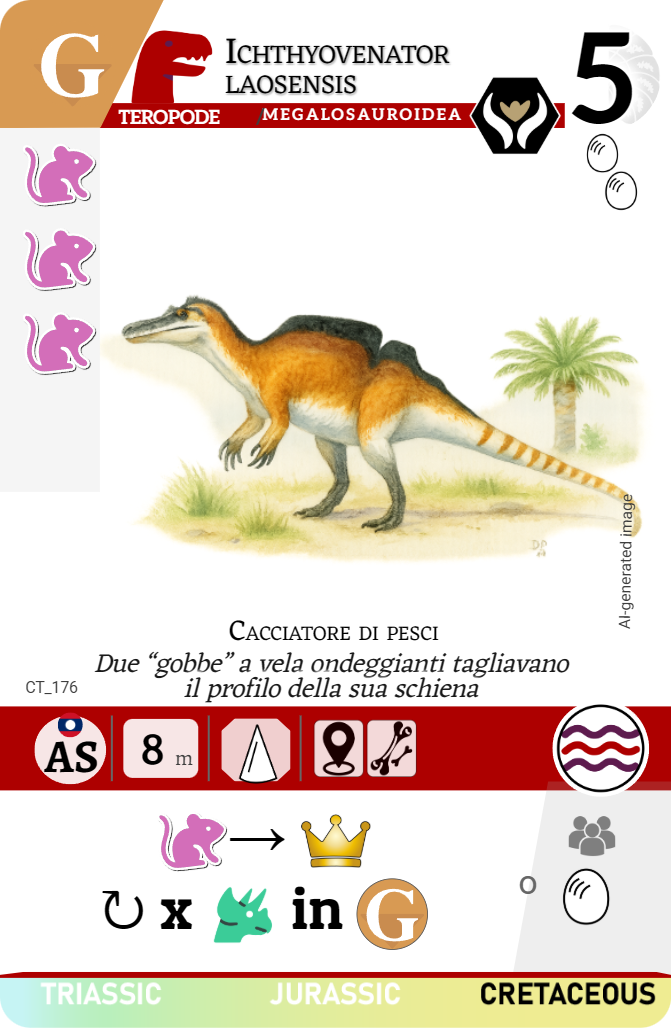 G
ICHTHYOVENATOR
LAOSENSIS
5
TEROPODE
MEGALOSAUROIDEA
AI-generated image
CACCIATORE DI PESCI
Due “gobbe” a vela ondeggianti tagliavano
il profilo della sua schiena
CT_176
AS
8 m
x in G
o
TRIASSIC JURASSIC CRETACEOUS